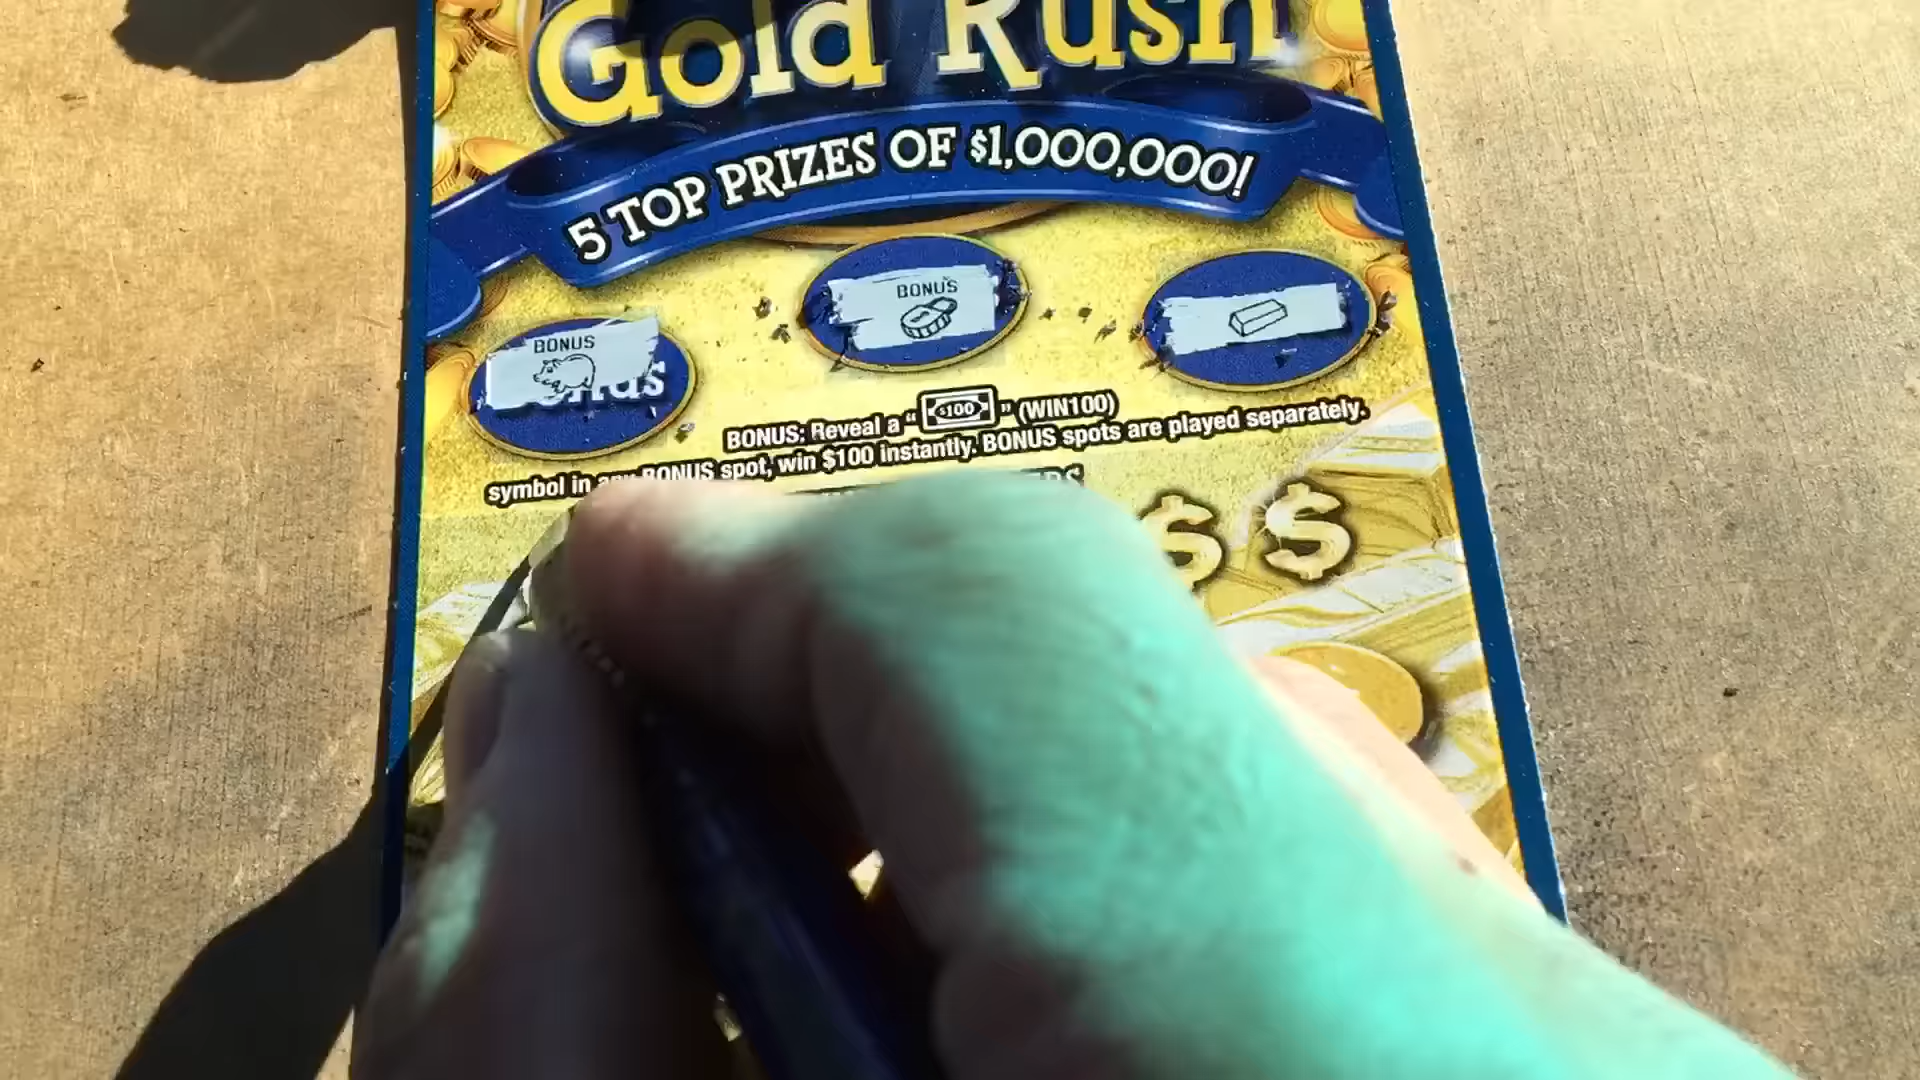 Gold Rush
5 TOP PRIZES OF $1,000,000!
BONUS
BONUS
BONUS: Reveal a " $100 " (WIN100)
symbol in any BONUS spot, win $100 instantly. BONUS spots are played separately.
$ $